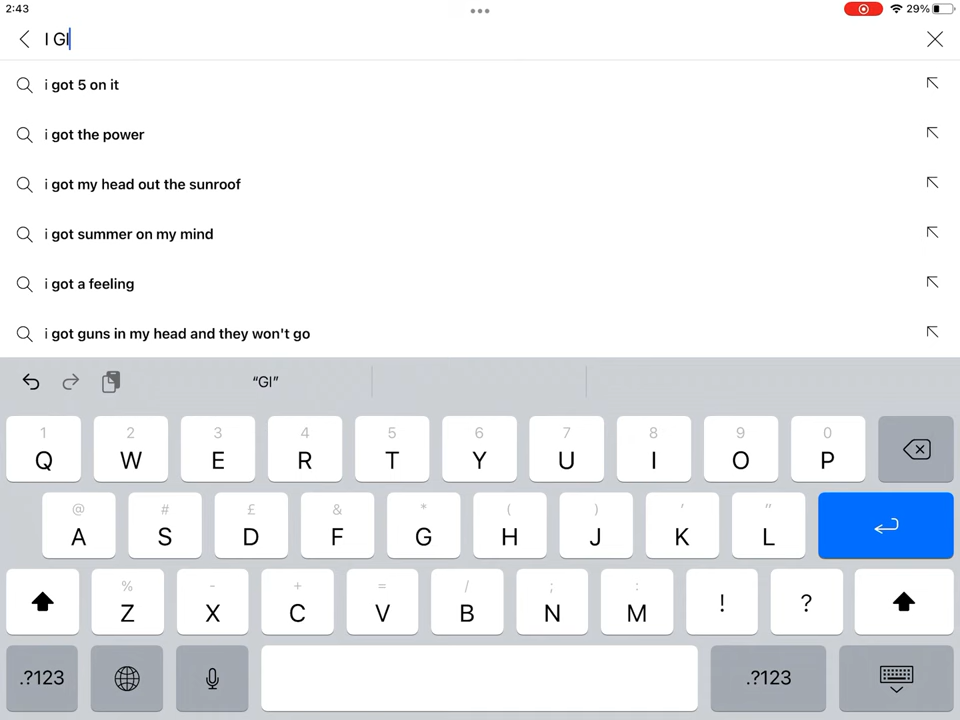 2:43
29%
I GI
i got 5 on it
i got the power
i got my head out the sunroof
i got summer on my mind
i got a feeling
i got guns in my head and they won't go
“GI”
1 2 3 4 5 6 7 8 9 0
Q W E R T Y U I O P
@ # £ & * ( ) ' "
A S D F G H J K L
% - + = / ; :
Z X C V B N M ! ?
.?123 .?123